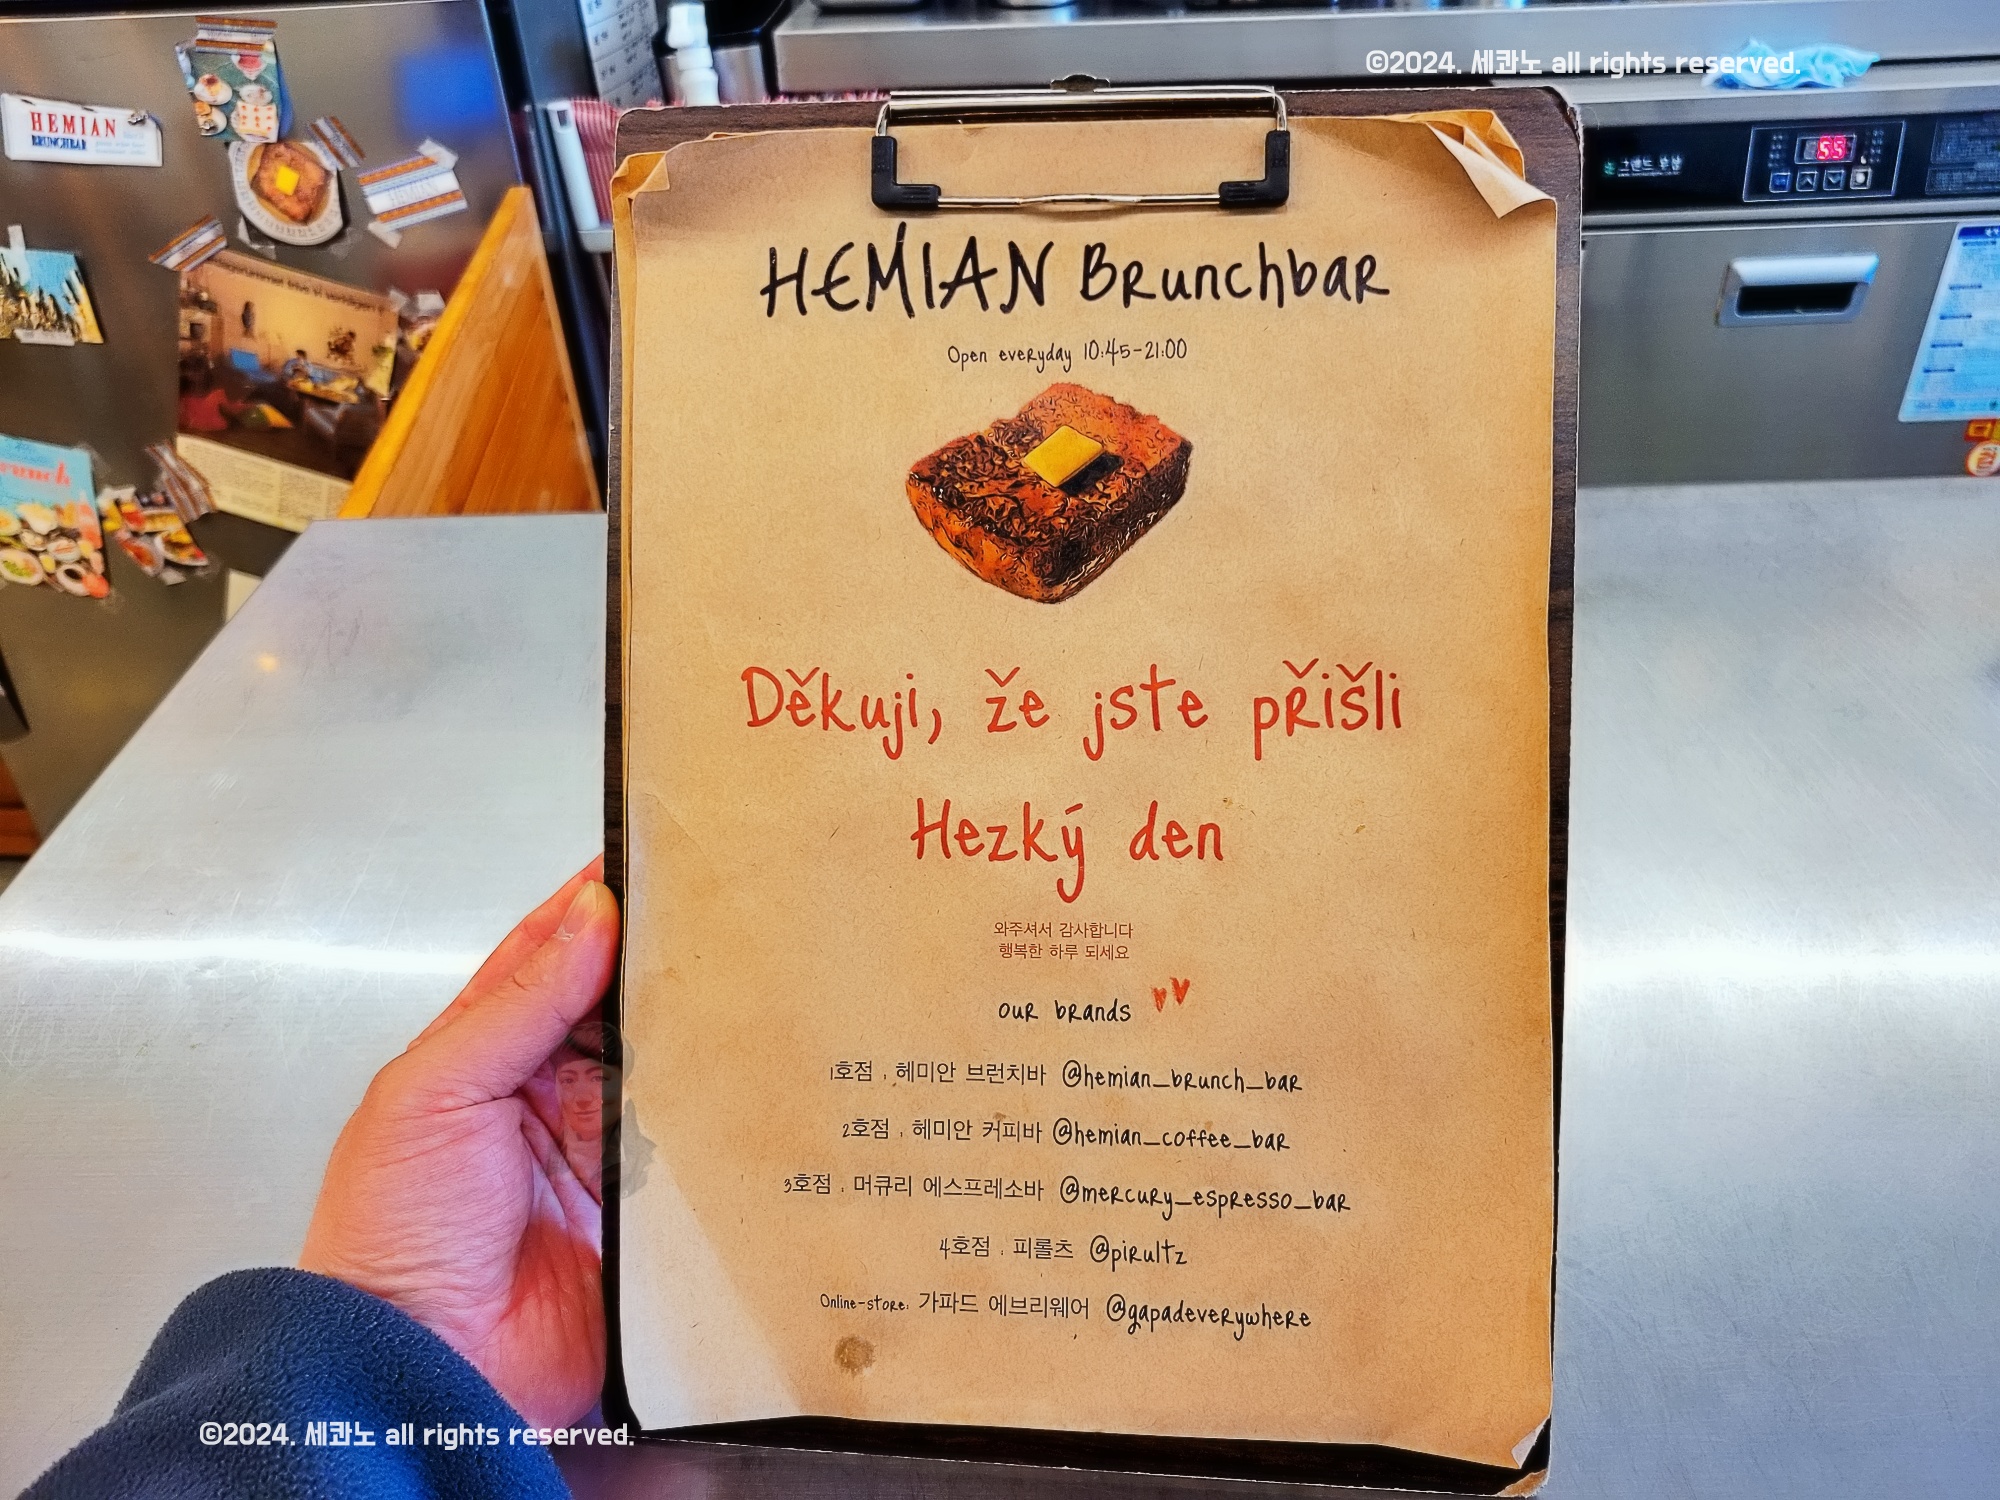 ©2024. 세콴노 all rights reserved.
HEMIAN
BRUNCHBAR
55
HEMIAN Brunchbar
Open everyday 10:45-21:00
Děkuji, že jste přišli
Hezký den
와주셔서 감사합니다
행복한 하루 되세요
our brands
1호점 . 헤미안 브런치바 @hemian_brunch_bar
2호점 . 헤미안 커피바 @hemian_coffee_bar
3호점 . 머큐리 에스프레소바 @mercury_espresso_bar
4호점 . 피롤츠 @pirultz
Online-store: 가파드 에브리웨어 @gapadeverywhere
©2024. 세콴노 all rights reserved.